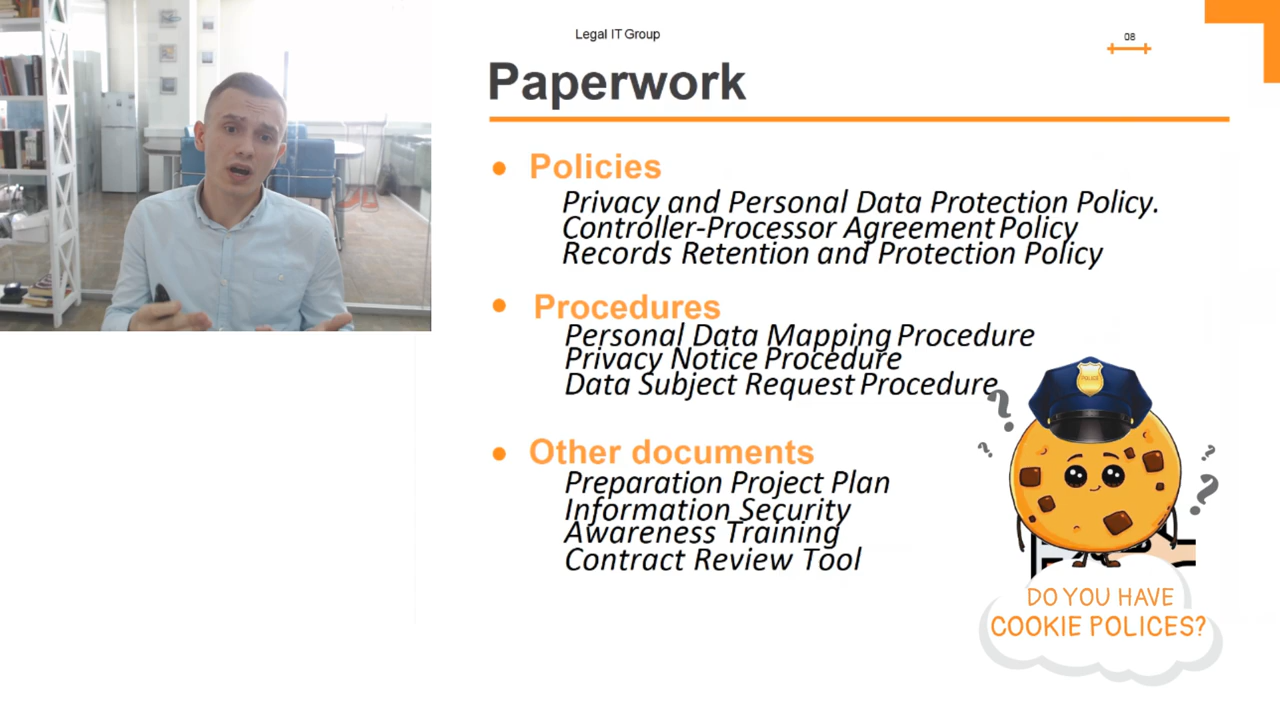 Legal IT Group
08
Paperwork
Policies
Privacy and Personal Data Protection Policy.
Controller-Processor Agreement Policy
Records Retention and Protection Policy
Procedures
Personal Data Mapping Procedure
Privacy Notice Procedure
Data Subject Request Procedure
Other documents
Preparation Project Plan
Information Security
Awareness Training
Contract Review Tool
POLICE
DO YOU HAVE
COOKIE POLICES?